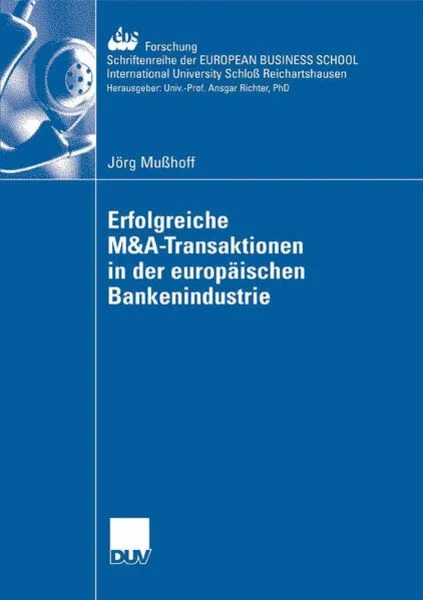 ebs Forschung
Schriftenreihe der EUROPEAN BUSINESS SCHOOL
International University Schloß Reichartshausen
Herausgeber: Univ.-Prof. Ansgar Richter, PhD
Jörg Mußhoff
Erfolgreiche
M&A-Transaktionen
in der europäischen
Bankenindustrie
DUV